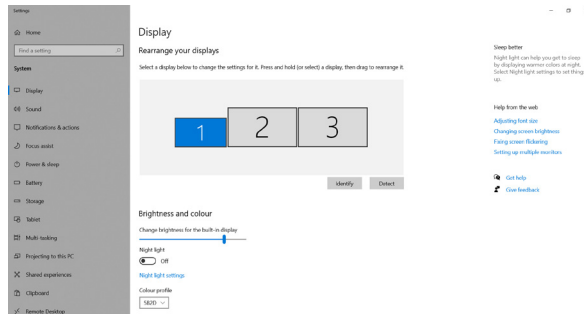 Settings
Home
Find a setting
System
Display
Sound
Notifications & actions
Focus assist
Power & sleep
Battery
Storage
Tablet
Multi-tasking
Projecting to this PC
Shared experiences
Clipboard
Remote Desktop
Display
Rearrange your displays
Select a display below to change the settings for it. Press and hold (or select) a display, then drag to rearrange it.
1
2
3
Identify
Detect
Brightness and colour
Change brightness for the built-in display
Night light
Off
Night light settings
Colour profile
Sleep better
Night light can help you get to sleep
by displaying warmer colors at night.
Select Night light settings to set things
up.
Help from the web
Adjusting font size
Changing screen brightness
Fixing screen flickering
Setting up multiple monitors
Get help
Give feedback